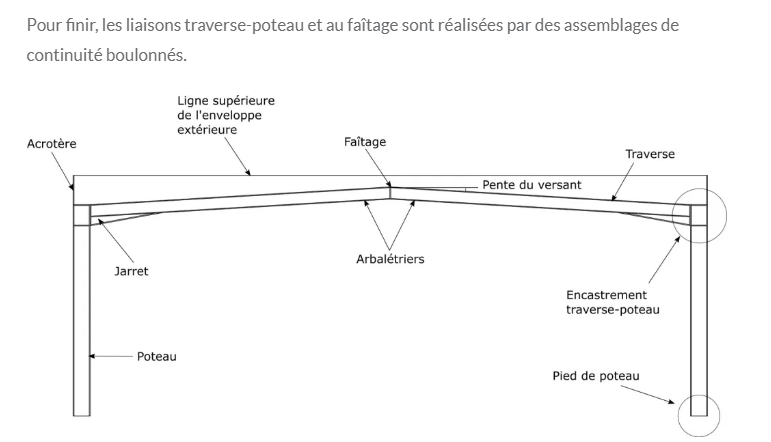 Pour finir, les liaisons traverse-poteau et au faîtage sont réalisées par des assemblages de
continuité boulonnés.
Ligne supérieure
de l'enveloppe
extérieure
Acrotère
Faîtage
Traverse
Pente du versant
Arbalétriers
Jarret
Encastrement
traverse-poteau
Poteau
Pied de poteau